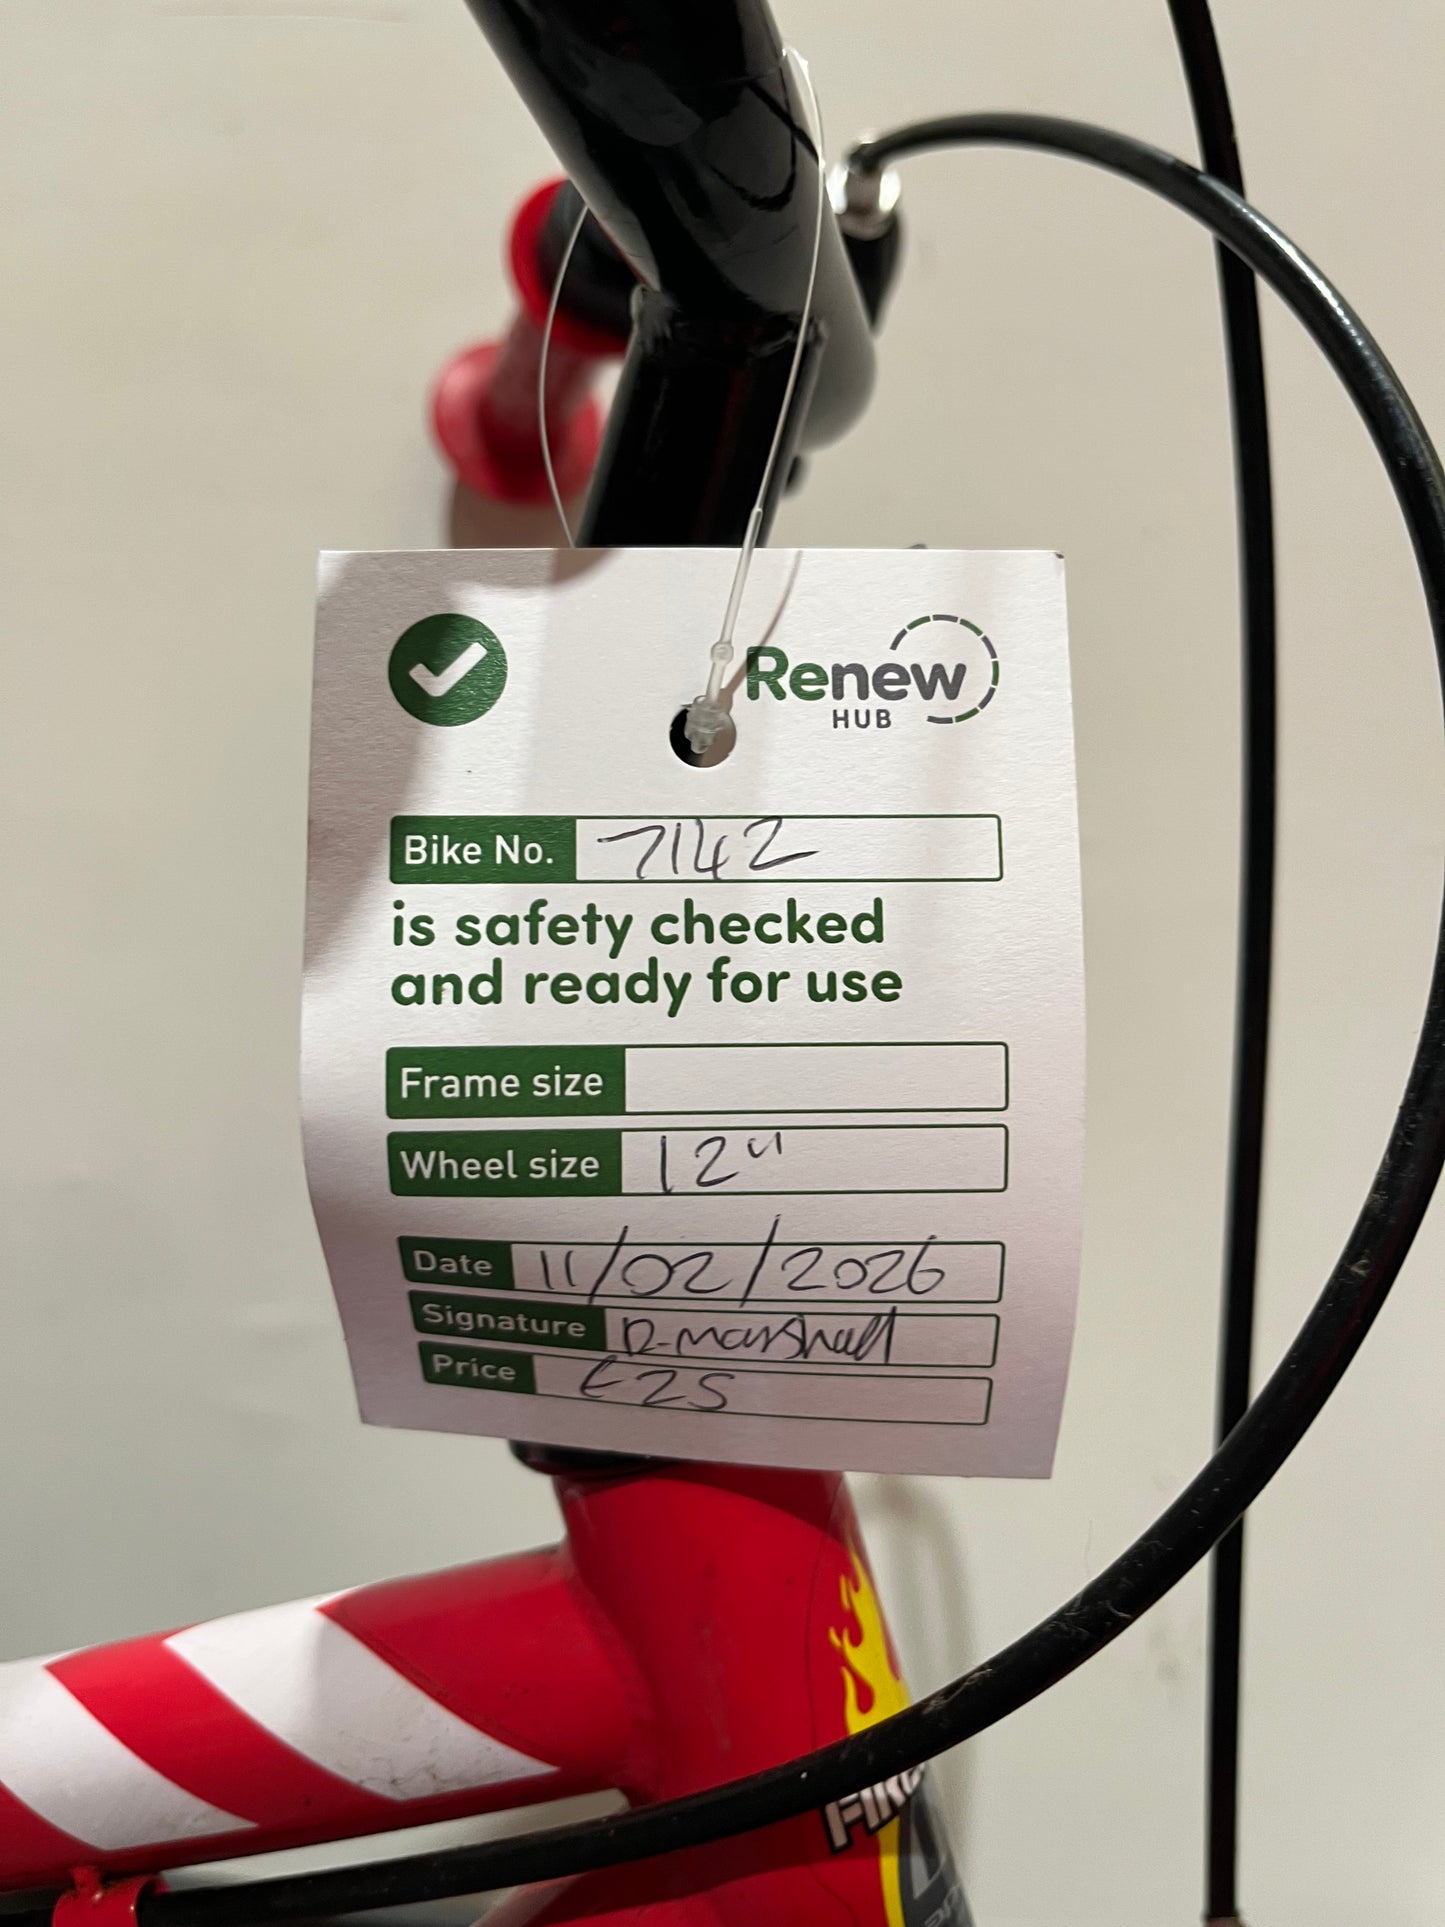 Renew
HUB
Bike No. 7142
is safety checked
and ready for use
Frame size
Wheel size 12"
Date 11/02/2026
Signature R. Marshall
Price £25